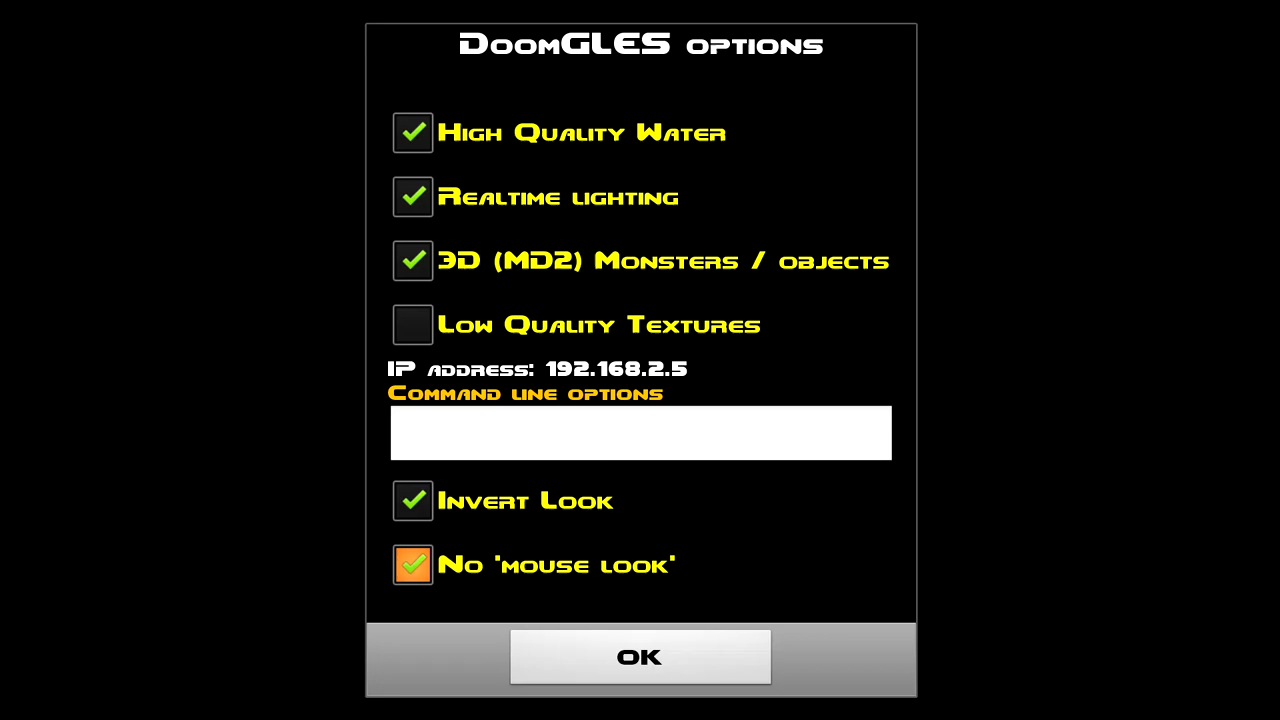 DoomGLES options
High Quality Water
Realtime lighting
3D (MD2) Monsters / objects
Low Quality Textures
IP address: 192.168.2.5
Command line options
Invert Look
No 'mouse look'
OK